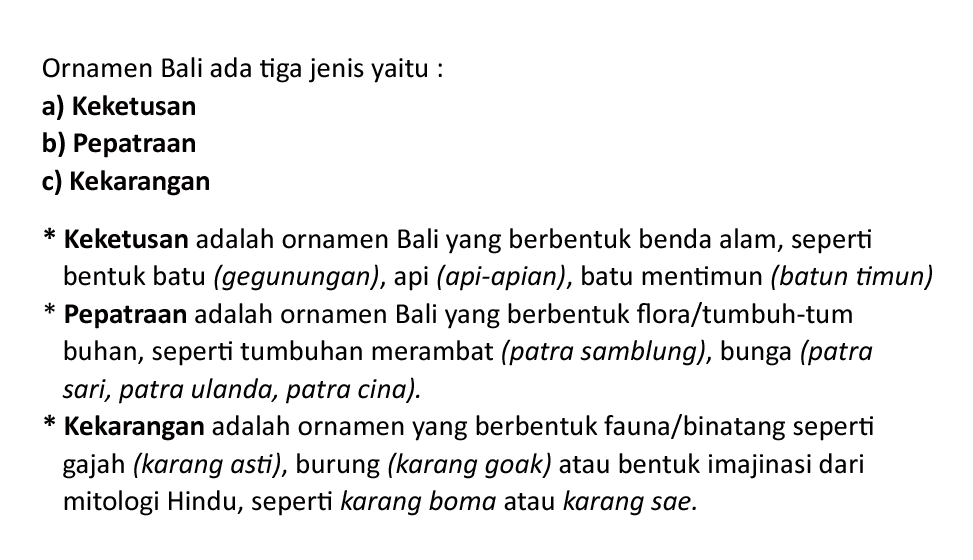 Ornamen Bali ada tiga jenis yaitu :
a) Keketusan
b) Pepatraan
c) Kekarangan
* Keketusan adalah ornamen Bali yang berbentuk benda alam, seperti
bentuk batu (gegunungan), api (api-apian), batu mentimun (batun timun)
* Pepatraan adalah ornamen Bali yang berbentuk flora/tumbuh-tum
buhan, seperti tumbuhan merambat (patra samblung), bunga (patra
sari, patra ulanda, patra cina).
* Kekarangan adalah ornamen yang berbentuk fauna/binatang seperti
gajah (karang asti), burung (karang goak) atau bentuk imajinasi dari
mitologi Hindu, seperti karang boma atau karang sae.